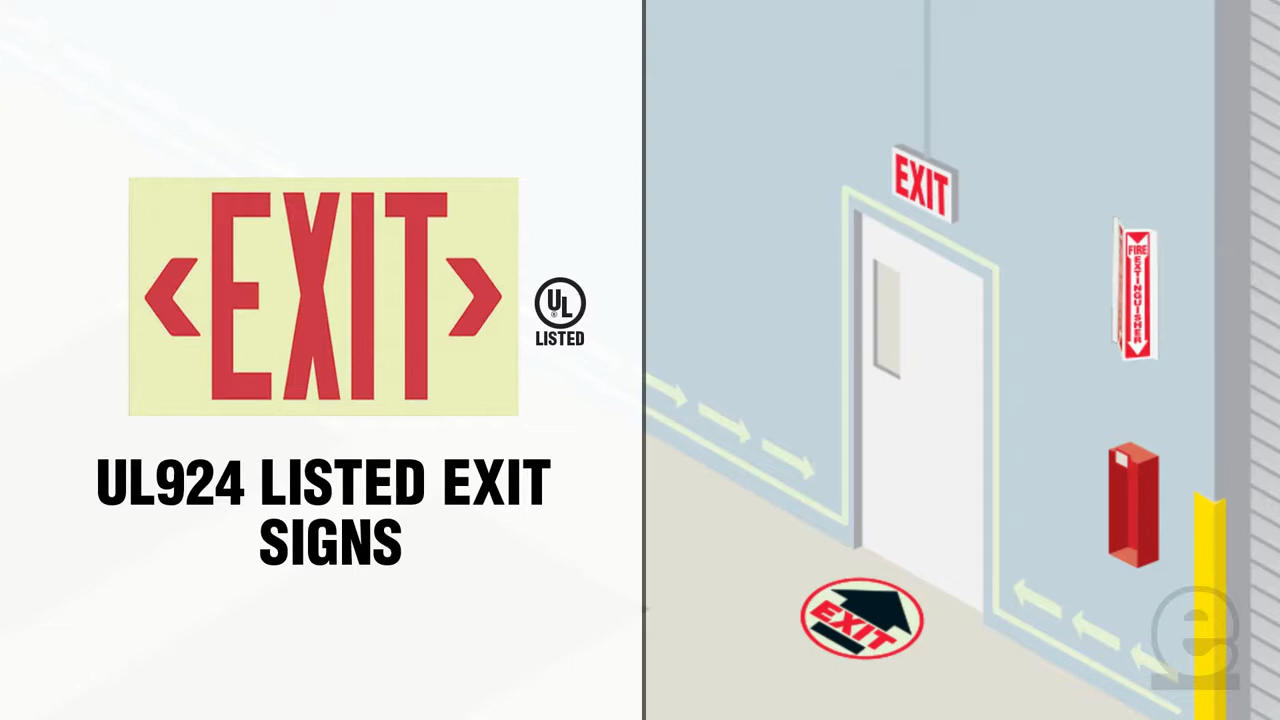 EXIT
UL
®
LISTED
UL924 LISTED EXIT
SIGNS
EXIT
FIRE
EXTINGUISHER
EXIT
e